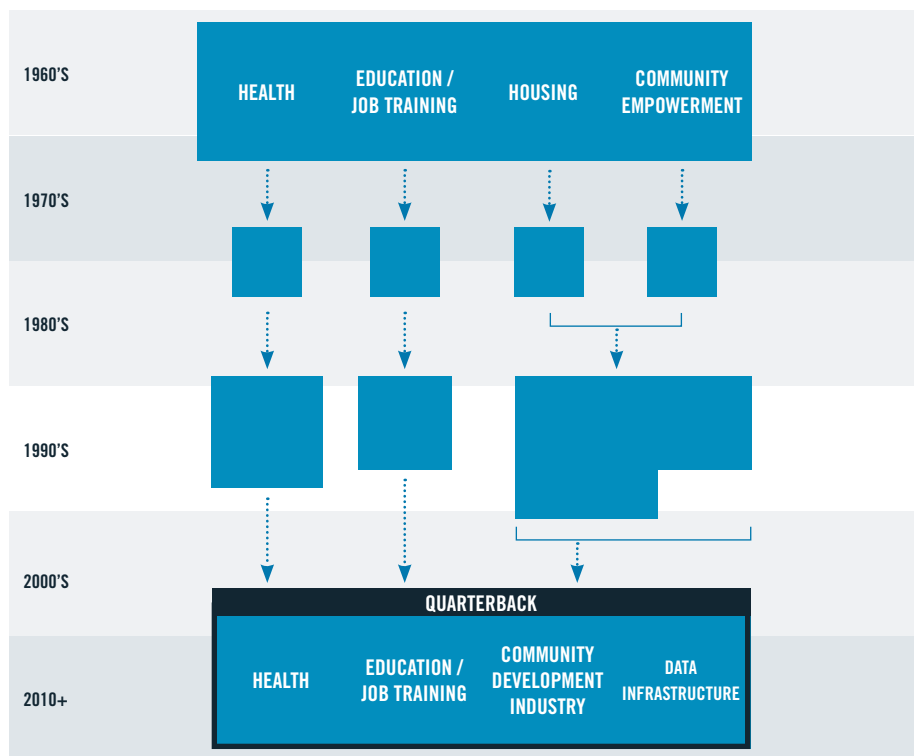 1960'S
HEALTH
EDUCATION /
JOB TRAINING
HOUSING
COMMUNITY
EMPOWERMENT
1970'S
1980'S
1990'S
2000'S
QUARTERBACK
2010+
HEALTH
EDUCATION /
JOB TRAINING
COMMUNITY
DEVELOPMENT
INDUSTRY
DATA
INFRASTRUCTURE